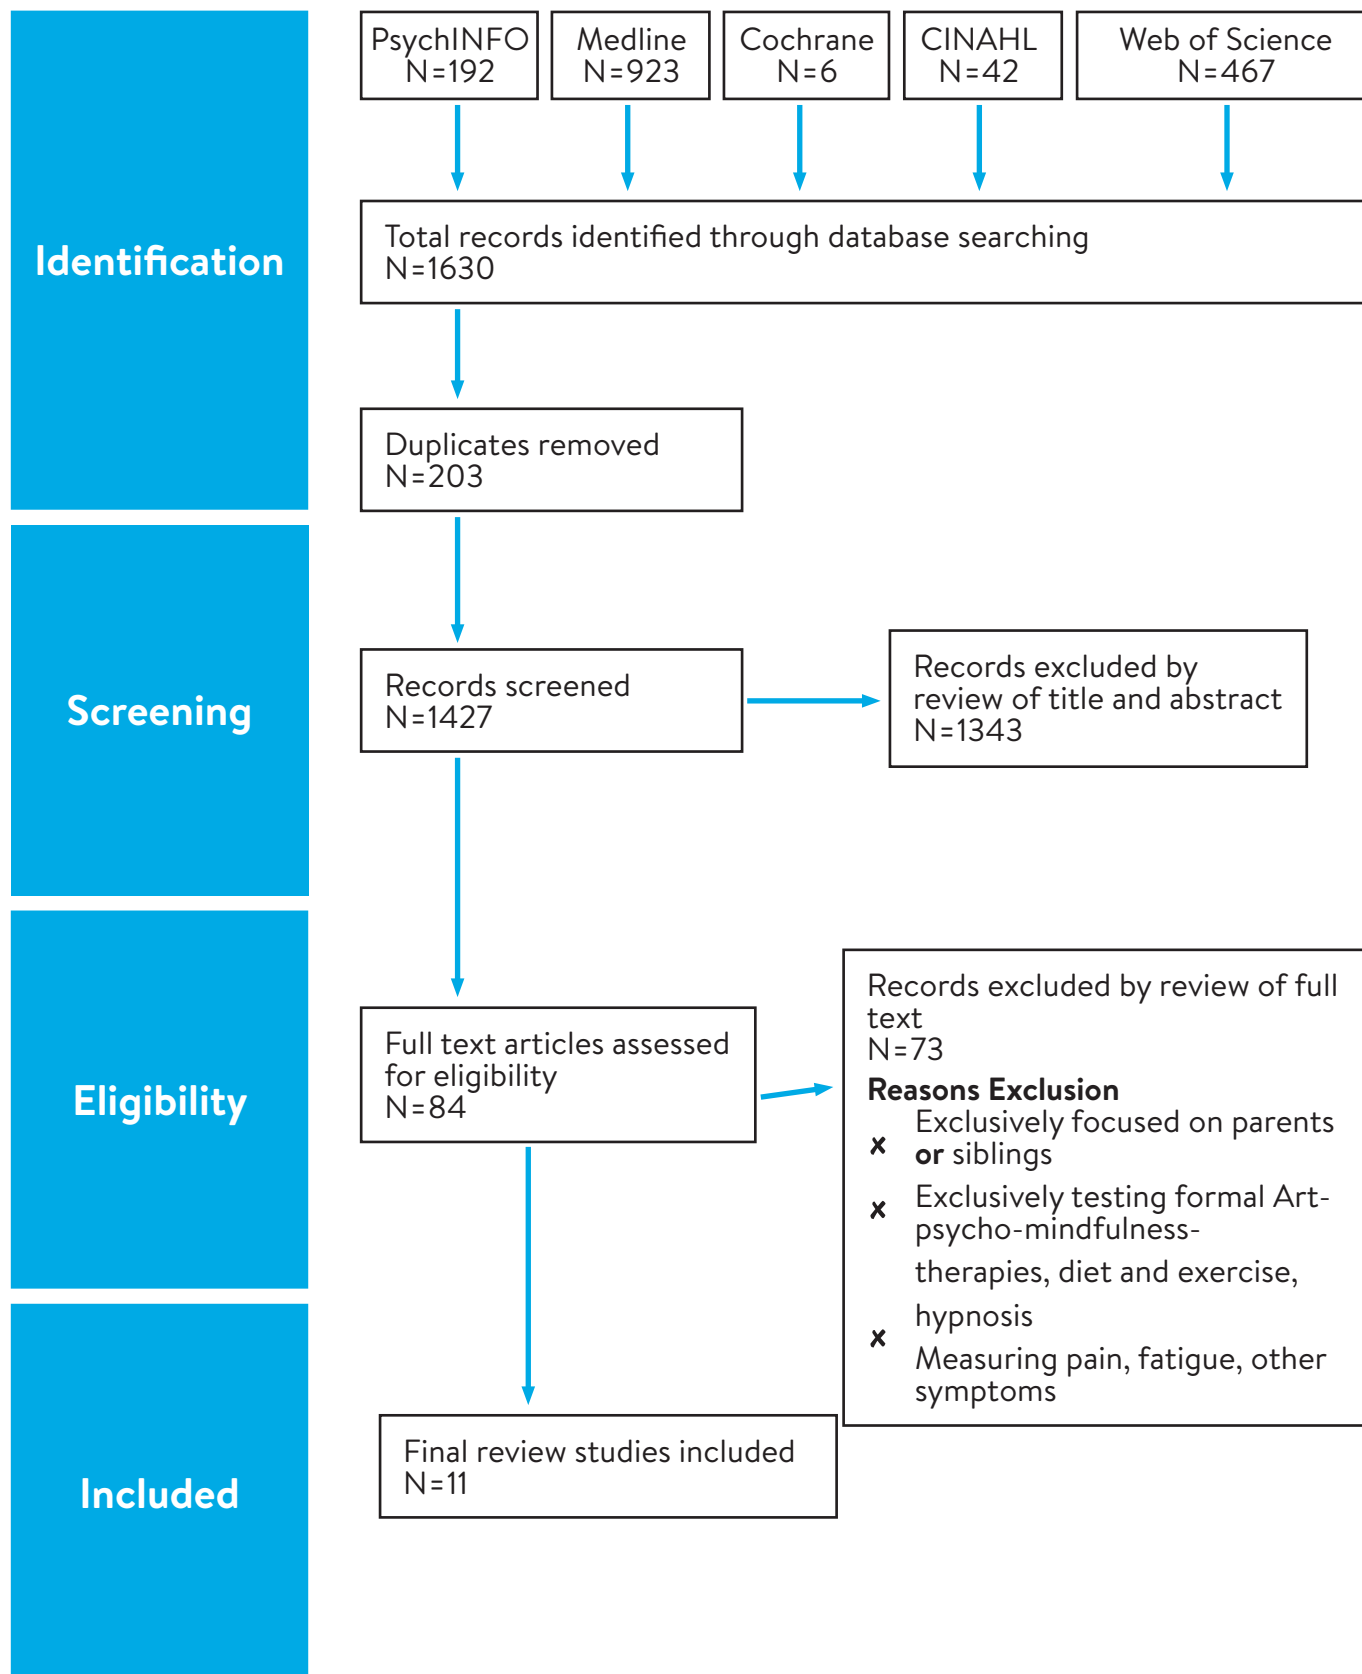 PsychINFO
N=192
Medline
N=923
Cochrane
N=6
CINAHL
N=42
Web of Science
N=467
Identification
Total records identified through database searching
N=1630
Duplicates removed
N=203
Screening
Records screened
N=1427
Records excluded by
review of title and abstract
N=1343
Eligibility
Full text articles assessed
for eligibility
N=84
Records excluded by review of full
text
N=73
Reasons Exclusion
✘ Exclusively focused on parents
or siblings
✘ Exclusively testing formal Art-
psycho-mindfulness-
therapies, diet and exercise,
hypnosis
✘ Measuring pain, fatigue, other
symptoms
Included
Final review studies included
N=11